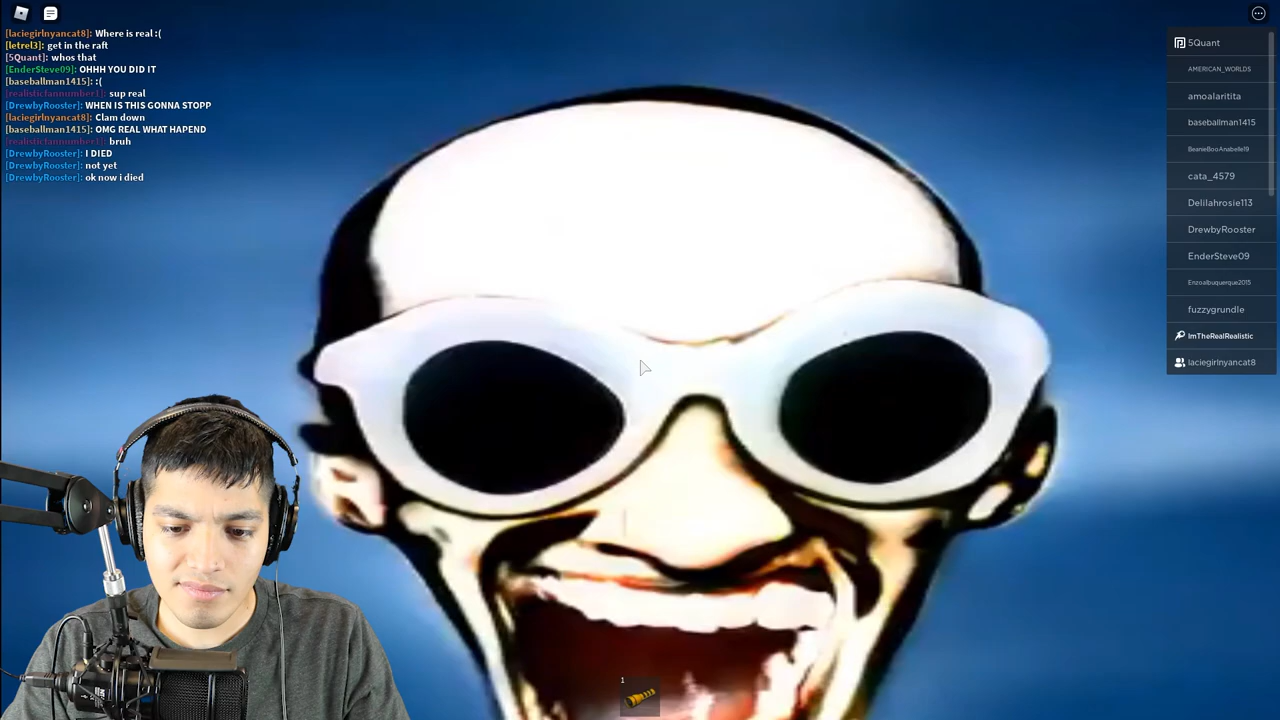 [laciegirlnyancat8]: Where is real :(
[letrel3]: get in the raft
[5Quant]: whos that
[EnderSteve09]: OHHH YOU DID IT
[baseballman1415]: :(
[realisticfannumber1]: sup real
[DrewbyRooster]: WHEN IS THIS GONNA STOPP
[laciegirlnyancat8]: Clam down
[baseballman1415]: OMG REAL WHAT HAPEND
[realisticfannumber1]: bruh
[DrewbyRooster]: I DIED
[DrewbyRooster]: not yet
[DrewbyRooster]: ok now i died
5Quant
AMERICAN_WORLDS
amoalaritita
baseballman1415
BeanieBooAnabelle19
cata_4579
Delilahrosie113
DrewbyRooster
EnderSteve09
Enzoalbuquerque2015
fuzzygrundle
ImTheRealRealistic
laciegirlnyancat8
1